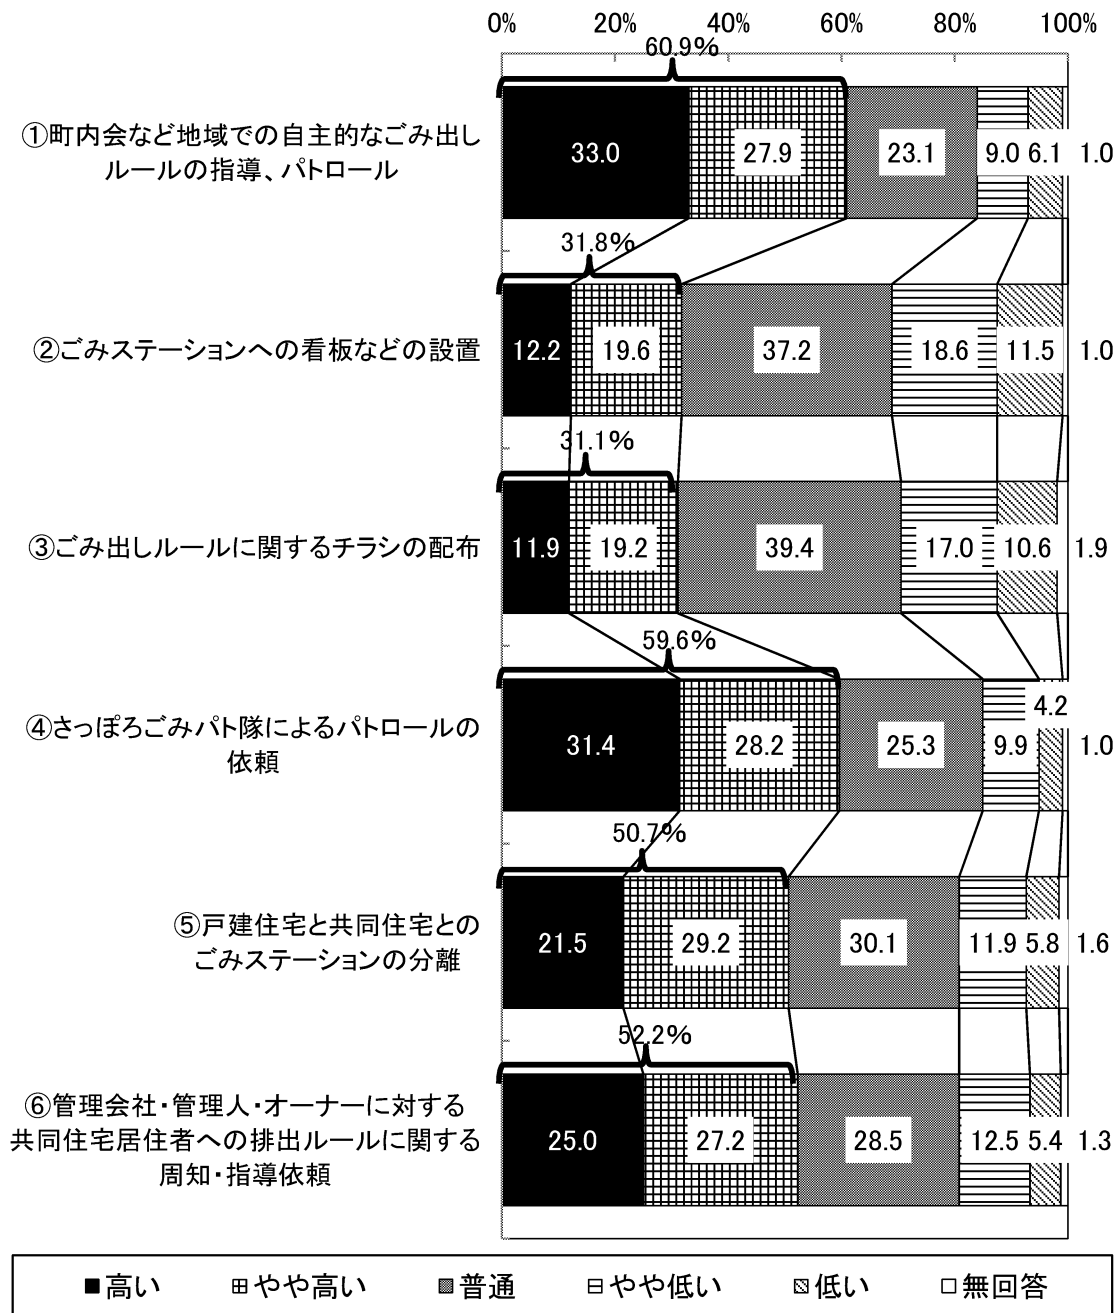 0% 20% 40% 60% 80% 100%
60.9%
①町内会など地域での自主的なごみ出し
ルールの指導、パトロール
33.0 27.9 23.1 9.0 6.1 1.0
31.8%
②ごみステーションへの看板などの設置
12.2 19.6 37.2 18.6 11.5 1.0
31.1%
③ごみ出しルールに関するチラシの配布
11.9 19.2 39.4 17.0 10.6 1.9
59.6%
④さっぽろごみパト隊によるパトロールの
依頼
31.4 28.2 25.3 9.9 4.2 1.0
50.7%
⑤戸建住宅と共同住宅との
ごみステーションの分離
21.5 29.2 30.1 11.9 5.8 1.6
52.2%
⑥管理会社・管理人・オーナーに対する
共同住宅居住者への排出ルールに関する
周知・指導依頼
25.0 27.2 28.5 12.5 5.4 1.3
高い やや高い 普通 やや低い 低い 無回答